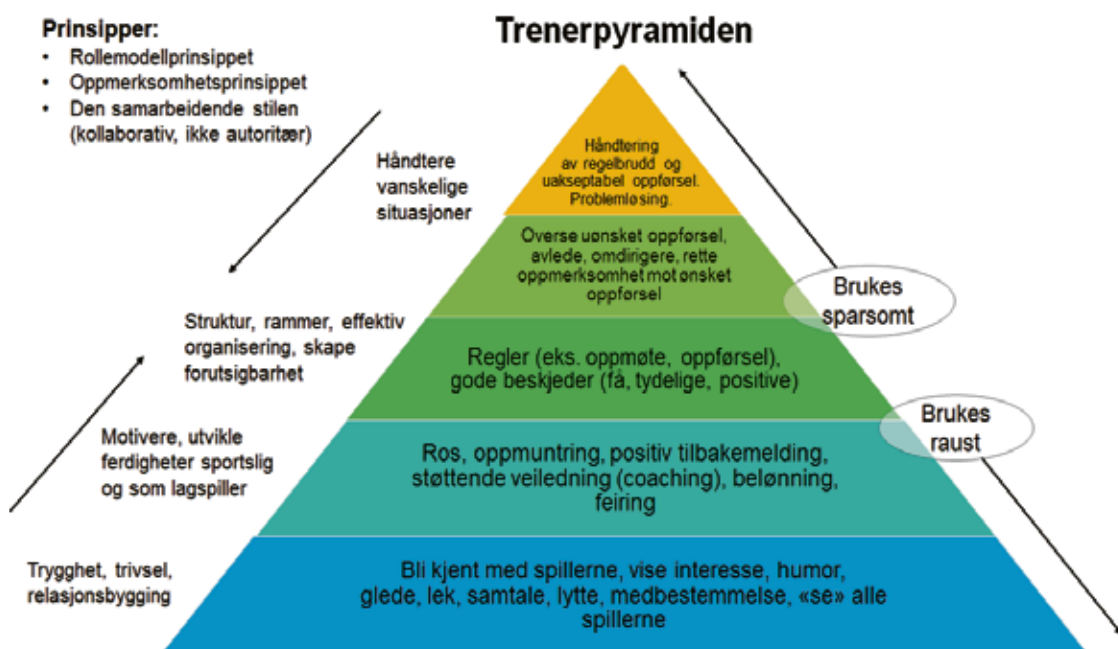 Trenerpyramiden
Prinsipper:
• Rollemodellprinsippet
• Oppmerksomhetsprinsippet
• Den samarbeidende stilen
(kollaborativ, ikke autoritær)
Håndtere
vanskelige
situasjoner
Håndtering
av regelbrudd og
uakseptabel oppførsel.
Problemløsing.
Overse uønsket oppførsel,
avlede, omdirigere, rette
oppmerksomhet mot ønsket
oppførsel
Brukes
sparsomt
Struktur, rammer, effektiv
organisering, skape
forutsigbarhet
Regler (eks. oppmøte, oppførsel),
gode beskjeder (få, tydelige, positive)
Brukes
raust
Motivere, utvikle
ferdigheter sportslig
og som lagspiller
Ros, oppmuntring, positiv tilbakemelding,
støttende veiledning (coaching), belønning,
feiring
Trygghet, trivsel,
relasjonsbygging
Bli kjent med spillerne, vise interesse, humor,
glede, lek, samtale, lytte, medbestemmelse, «se» alle
spillerne